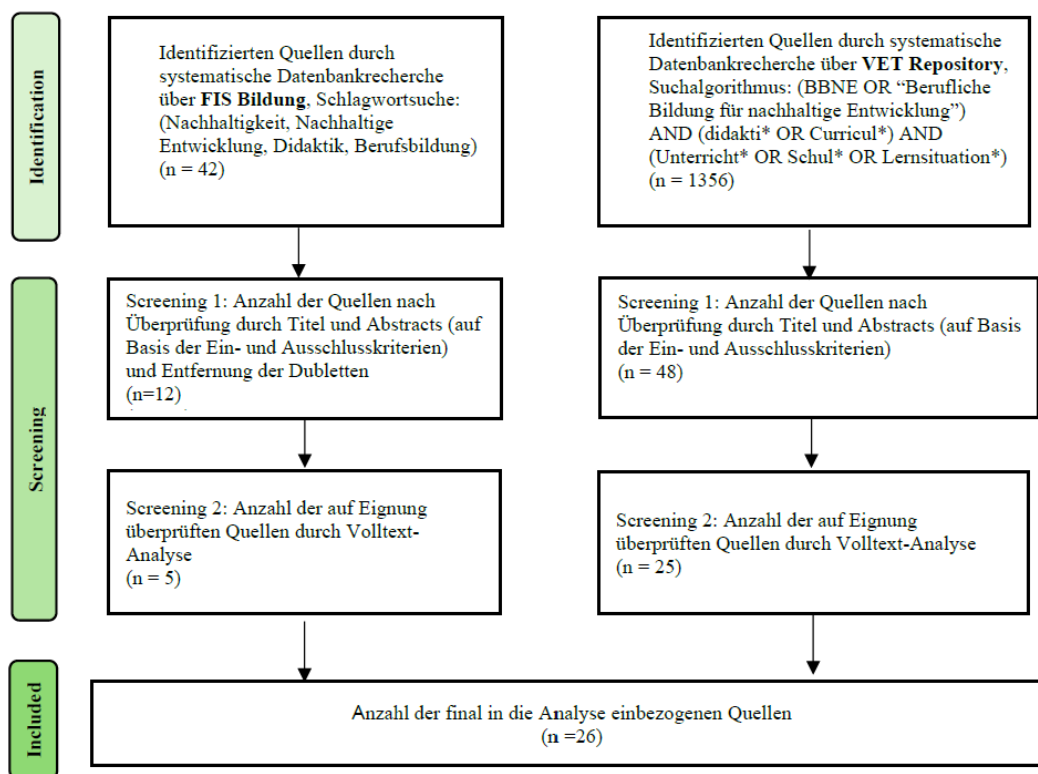 Identification
Identifizierten Quellen durch
systematische Datenbankrecherche
über FIS Bildung, Schlagwortsuche:
(Nachhaltigkeit, Nachhaltige
Entwicklung, Didaktik, Berufsbildung)
(n = 42)
Identifizierten Quellen durch systematische
Datenbankrecherche über VET Repository,
Suchalgorithmus: (BBNE OR “Berufliche
Bildung für nachhaltige Entwicklung”)
AND (didakti* OR Curricul*) AND
(Unterricht* OR Schul* OR Lernsituation*)
(n = 1356)
Screening
Screening 1: Anzahl der Quellen nach
Überprüfung durch Titel und Abstracts (auf
Basis der Ein- und Ausschlusskriterien)
und Entfernung der Dubletten
(n=12)
Screening 1: Anzahl der Quellen nach
Überprüfung durch Titel und Abstracts (auf
Basis der Ein- und Ausschlusskriterien)
(n = 48)
Screening 2: Anzahl der auf Eignung
überprüften Quellen durch Volltext-
Analyse
(n = 5)
Screening 2: Anzahl der auf Eignung
überprüften Quellen durch Volltext-Analyse
(n = 25)
Included
Anzahl der final in die Analyse einbezogenen Quellen
(n =26)